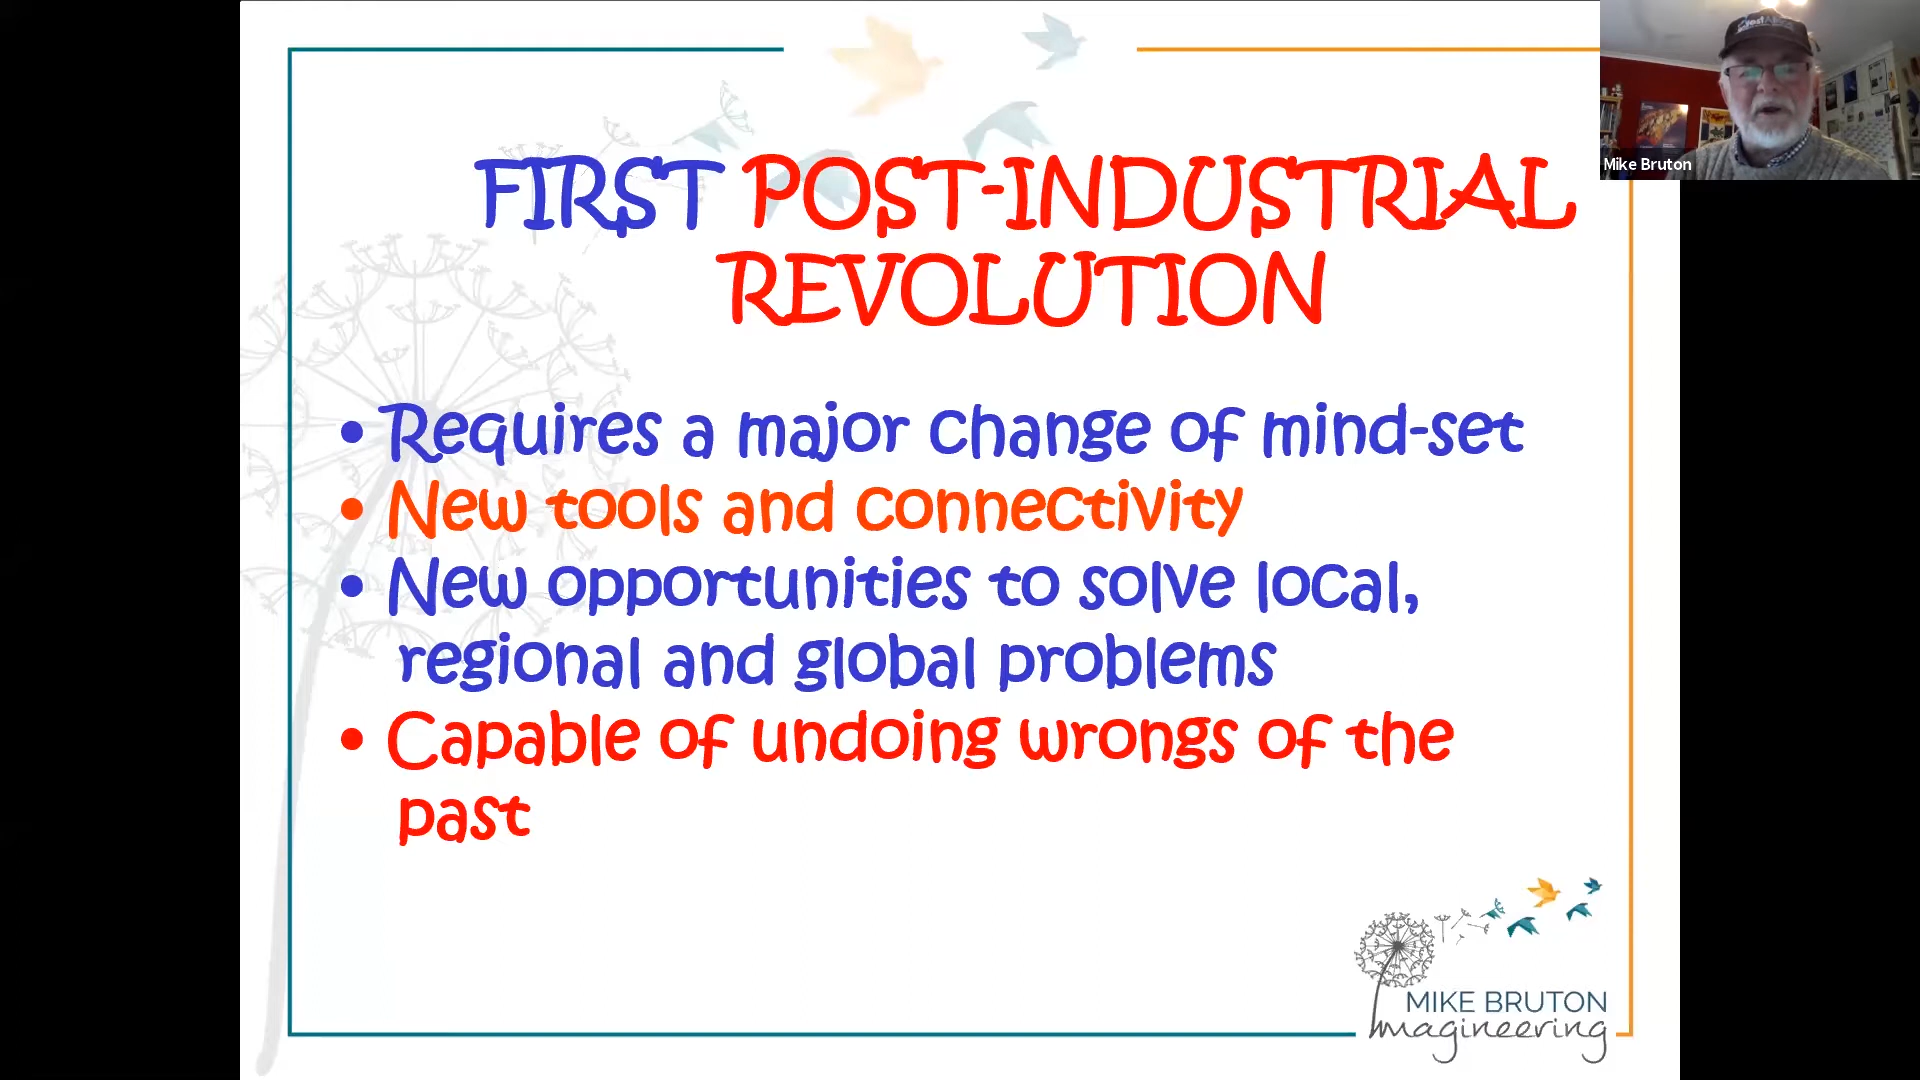 FIRST POST-INDUSTRIAL
REVOLUTION
Mike Bruton
• Requires a major change of mind-set
• New tools and connectivity
• New opportunities to solve local,
regional and global problems
• Capable of undoing wrongs of the
past
MIKE BRUTON
Imagineering